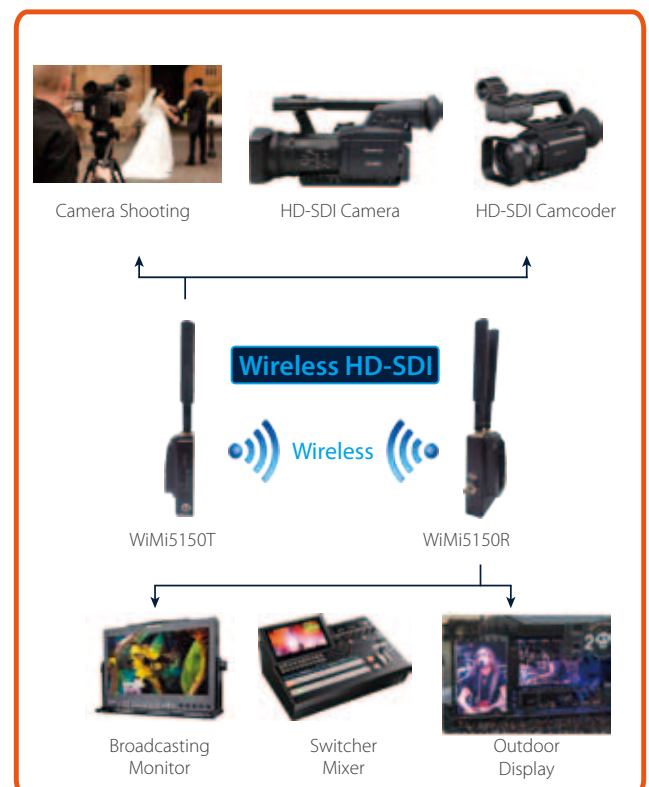 Camera Shooting
HD-SDI Camera
HD-SDI Camcoder
Wireless HD-SDI
Wireless
WiMi5150T
WiMi5150R
Broadcasting
Monitor
Switcher
Mixer
Outdoor
Display